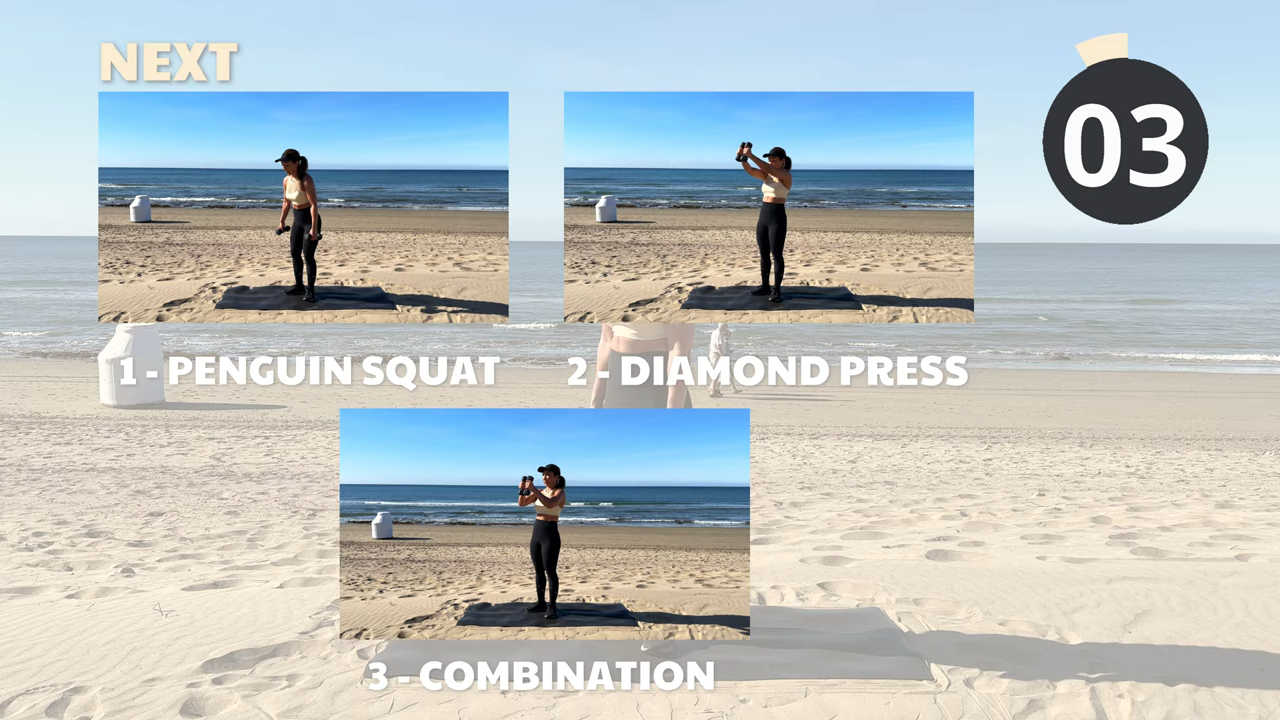 NEXT
03
1 - PENGUIN SQUAT
2 - DIAMOND PRESS
3 - COMBINATION